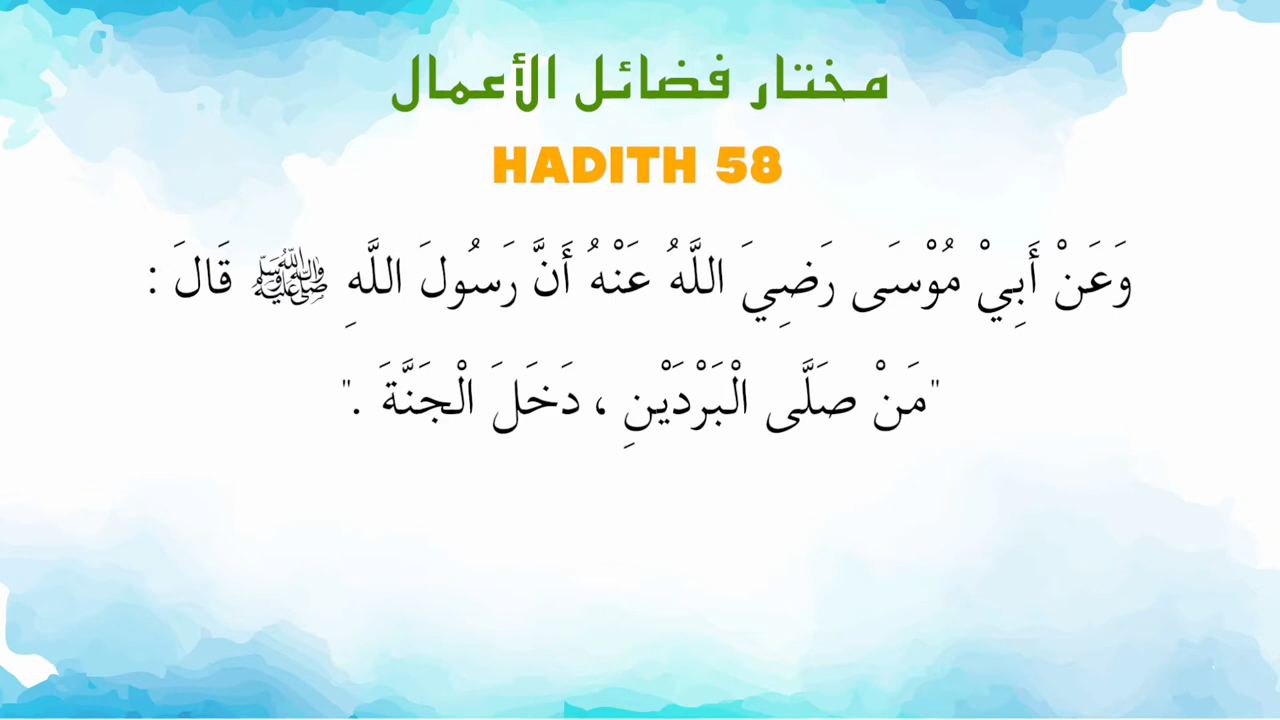 مختار فضائل الأعمال
HADITH 58
وَعَنْ أَبِيْ مُوْسَى رَضِيَ اللَّهُ عَنْهُ أَنَّ رَسُولَ اللَّهِ ﷺ قَالَ :
"مَنْ صَلَّى الْبَرْدَيْنِ ، دَخَلَ الْجَنَّةَ ."